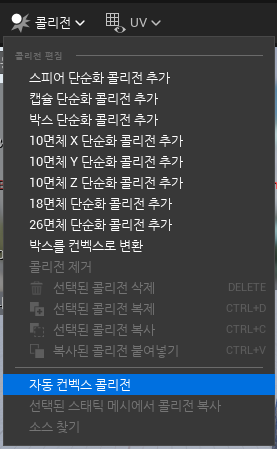 콜리전 UV
콜리전 편집
스피어 단순화 콜리전 추가
캡슐 단순화 콜리전 추가
박스 단순화 콜리전 추가
10면체 X 단순화 콜리전 추가
10면체 Y 단순화 콜리전 추가
10면체 Z 단순화 콜리전 추가
18면체 단순화 콜리전 추가
26면체 단순화 콜리전 추가
박스를 컨벡스로 변환
콜리전 제거
선택된 콜리전 삭제 DELETE
선택된 콜리전 복제 CTRL+D
선택된 콜리전 복사 CTRL+C
복사된 콜리전 붙여넣기 CTRL+V
자동 컨벡스 콜리전
선택된 스태틱 메시에서 콜리전 복사
소스 찾기